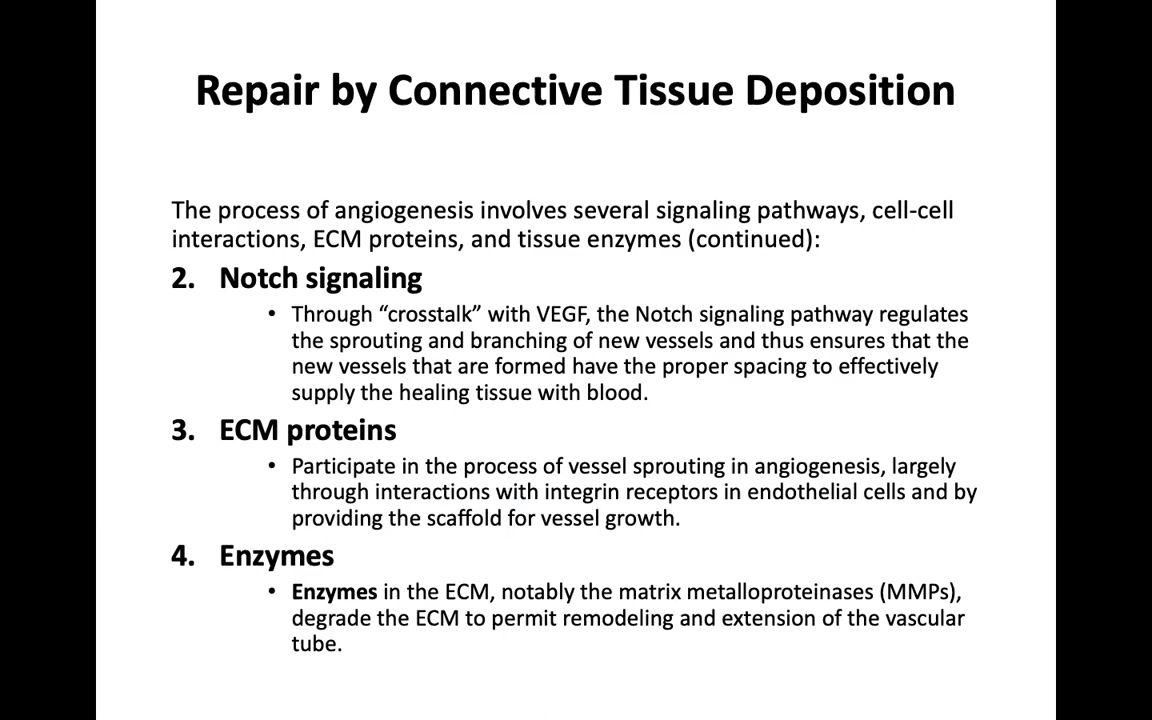 Repair by Connective Tissue Deposition
The process of angiogenesis involves several signaling pathways, cell-cell
interactions, ECM proteins, and tissue enzymes (continued):
2. Notch signaling
• Through “crosstalk” with VEGF, the Notch signaling pathway regulates
the sprouting and branching of new vessels and thus ensures that the
new vessels that are formed have the proper spacing to effectively
supply the healing tissue with blood.
3. ECM proteins
• Participate in the process of vessel sprouting in angiogenesis, largely
through interactions with integrin receptors in endothelial cells and by
providing the scaffold for vessel growth.
4. Enzymes
• Enzymes in the ECM, notably the matrix metalloproteinases (MMPs),
degrade the ECM to permit remodeling and extension of the vascular
tube.